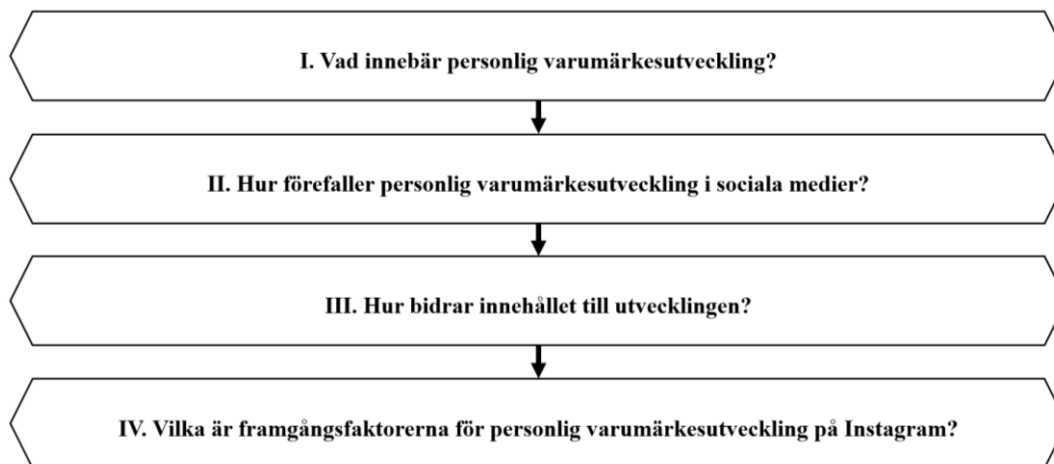 I. Vad innebär personlig varumärkesutveckling?
II. Hur förefaller personlig varumärkesutveckling i sociala medier?
III. Hur bidrar innehållet till utvecklingen?
IV. Vilka är framgångsfaktorerna för personlig varumärkesutveckling på Instagram?